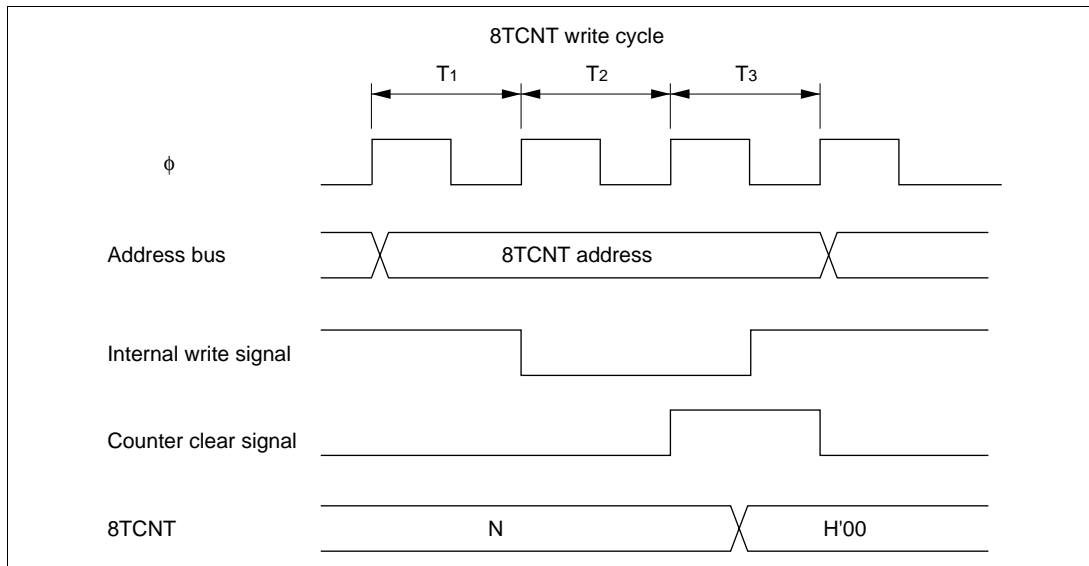 8TCNT write cycle
T1 T2 T3
φ
Address bus 8TCNT address
Internal write signal
Counter clear signal
8TCNT N H'00